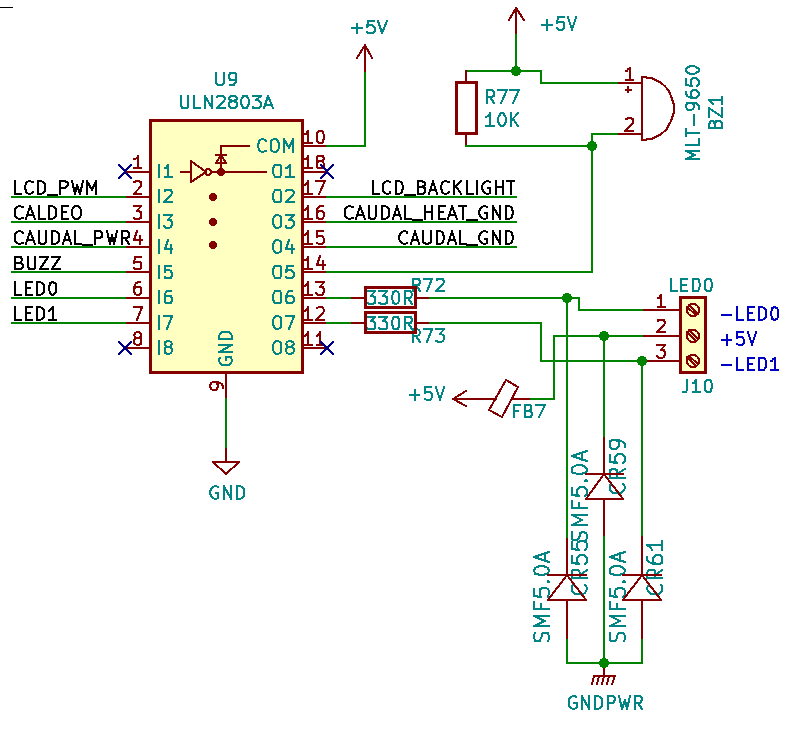 +5V
+5V
U9
ULN2803A
R77
10K
1
+
2
MLT-9650
BZ1
COM
10
1
I1
O1
18
LCD_PWM
2
I2
O2
17
LCD_BACKLIGHT
CALDEO
3
I3
O3
16
CAUDAL_HEAT_GND
CAUDAL_PWR
4
I4
O4
15
CAUDAL_GND
BUZZ
5
I5
O5
14
LED0
6
I6
O6
13
330R
R72
LED1
7
I7
O7
12
330R
R73
8
I8
O8
11
GND
9
GND
LED0
1
-LED0
2
+5V
3
-LED1
J10
+5V
FB7
SMF5.0A
CR59
SMF5.0A
CR55
SMF5.0A
CR61
GNDPWR